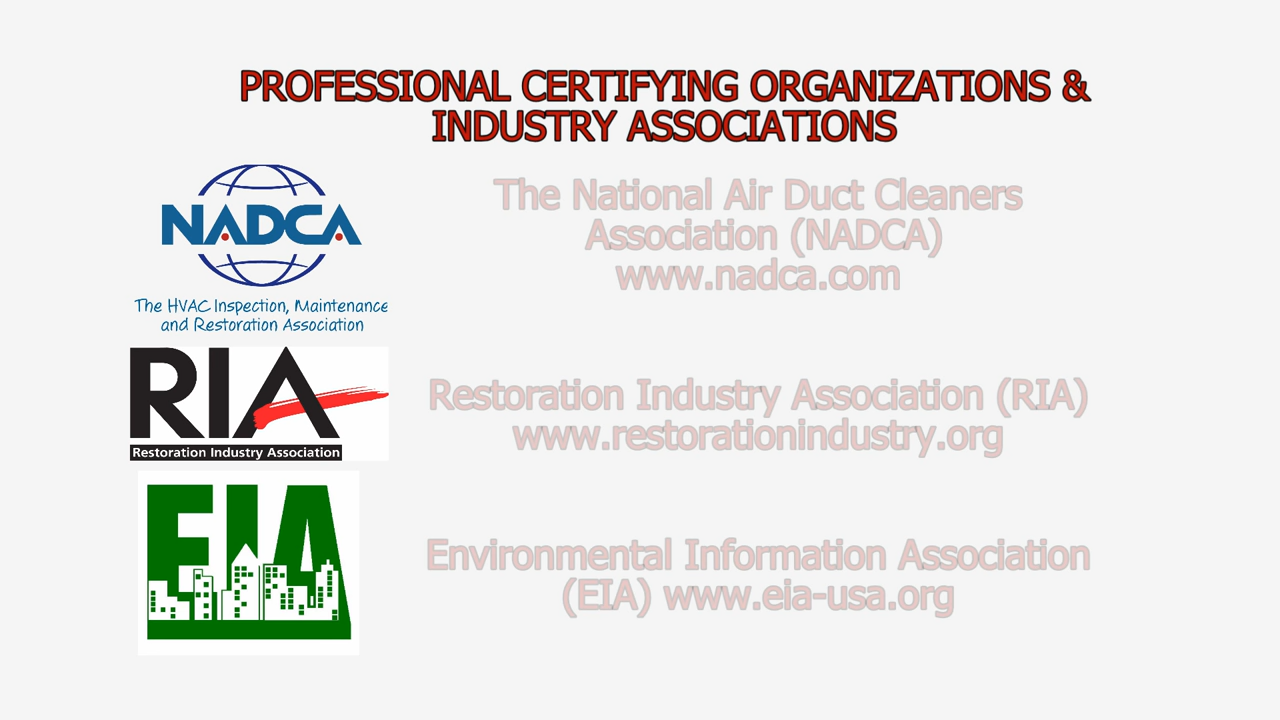 PROFESSIONAL CERTIFYING ORGANIZATIONS &
INDUSTRY ASSOCIATIONS
NADCA
The HVAC Inspection, Maintenance
and Restoration Association
The National Air Duct Cleaners
Association (NADCA)
www.nadca.com
RIA
Restoration Industry Association
Restoration Industry Association (RIA)
www.restorationindustry.org
EIA
Environmental Information Association
(EIA) www.eia-usa.org